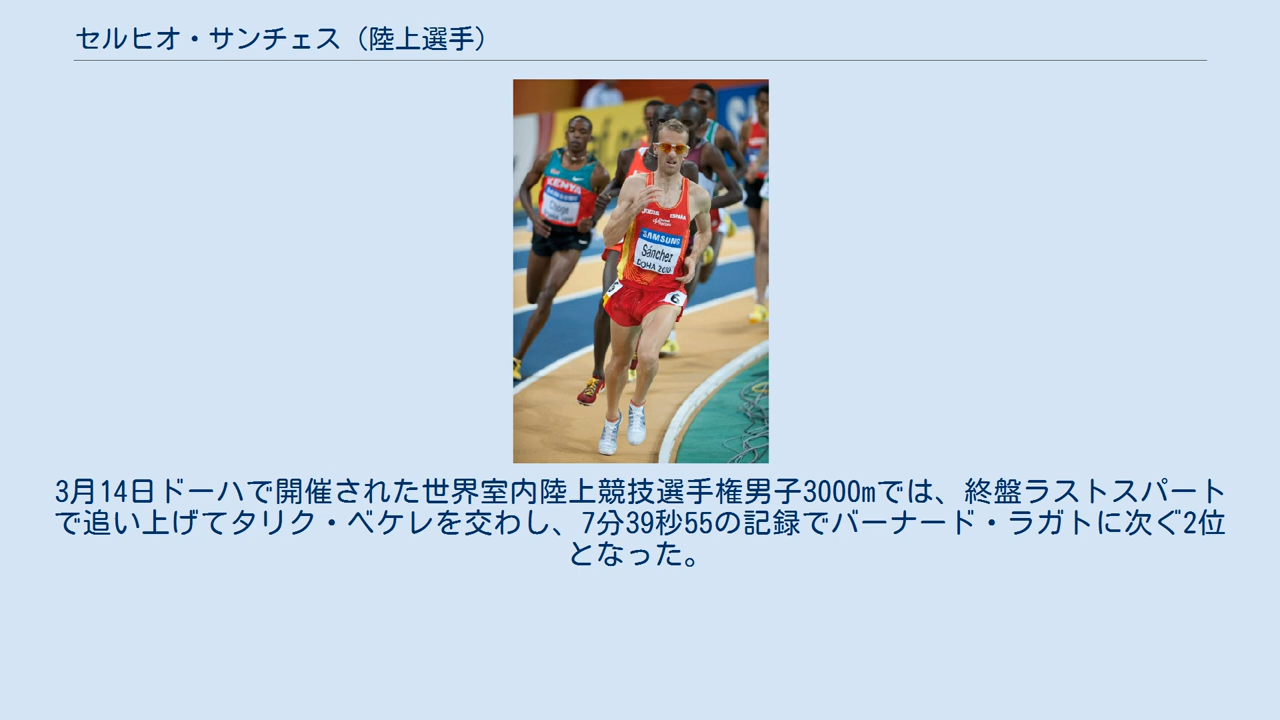 セルヒオ・サンチェス（陸上選手）
KENYA
SAMSUNG
Choge
JOMA ESPAÑA
SAMSUNG
Sánchez
DOHA 2010
6
3月14日ドーハで開催された世界室内陸上競技選手権男子3000mでは、終盤ラストスパート
で追い上げてタリク・ベケレを交わし、7分39秒55の記録でバーナード・ラガトに次ぐ2位
となった。